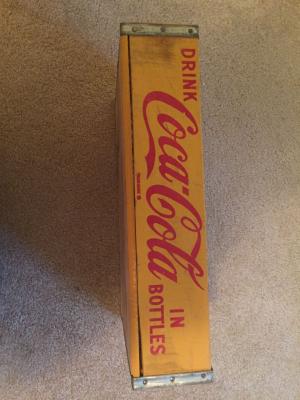 DRINK
Coca-Cola
IN
BOTTLES